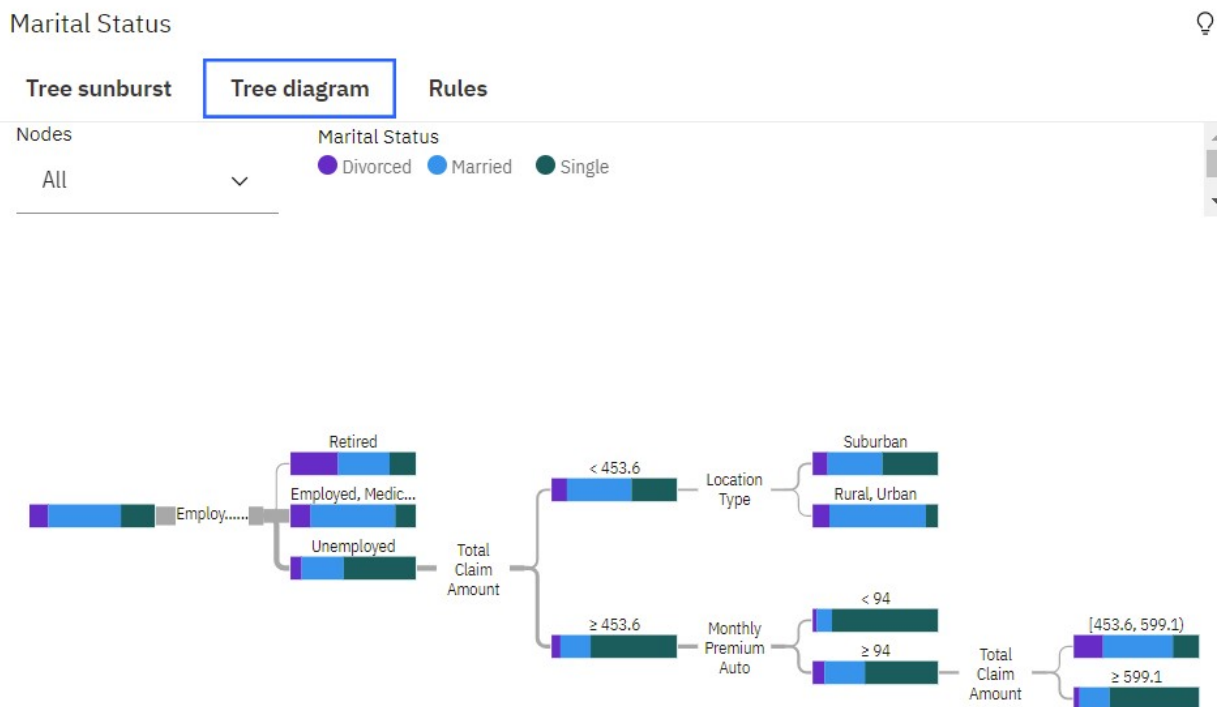 Marital Status
Tree sunburst
Tree diagram
Rules
Nodes
All
Marital Status
Divorced
Married
Single
Employ......
Retired
Employed, Medic...
Unemployed
Total
Claim
Amount
< 453.6
Location
Type
Suburban
Rural, Urban
≥ 453.6
Monthly
Premium
Auto
< 94
≥ 94
Total
Claim
Amount
[453.6, 599.1)
≥ 599.1